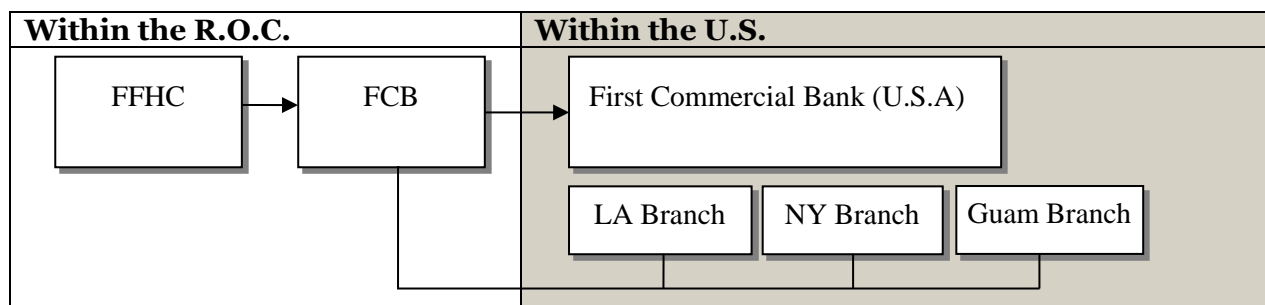 Within the R.O.C.
Within the U.S.
FFHC
FCB
First Commercial Bank (U.S.A)
LA Branch
NY Branch
Guam Branch